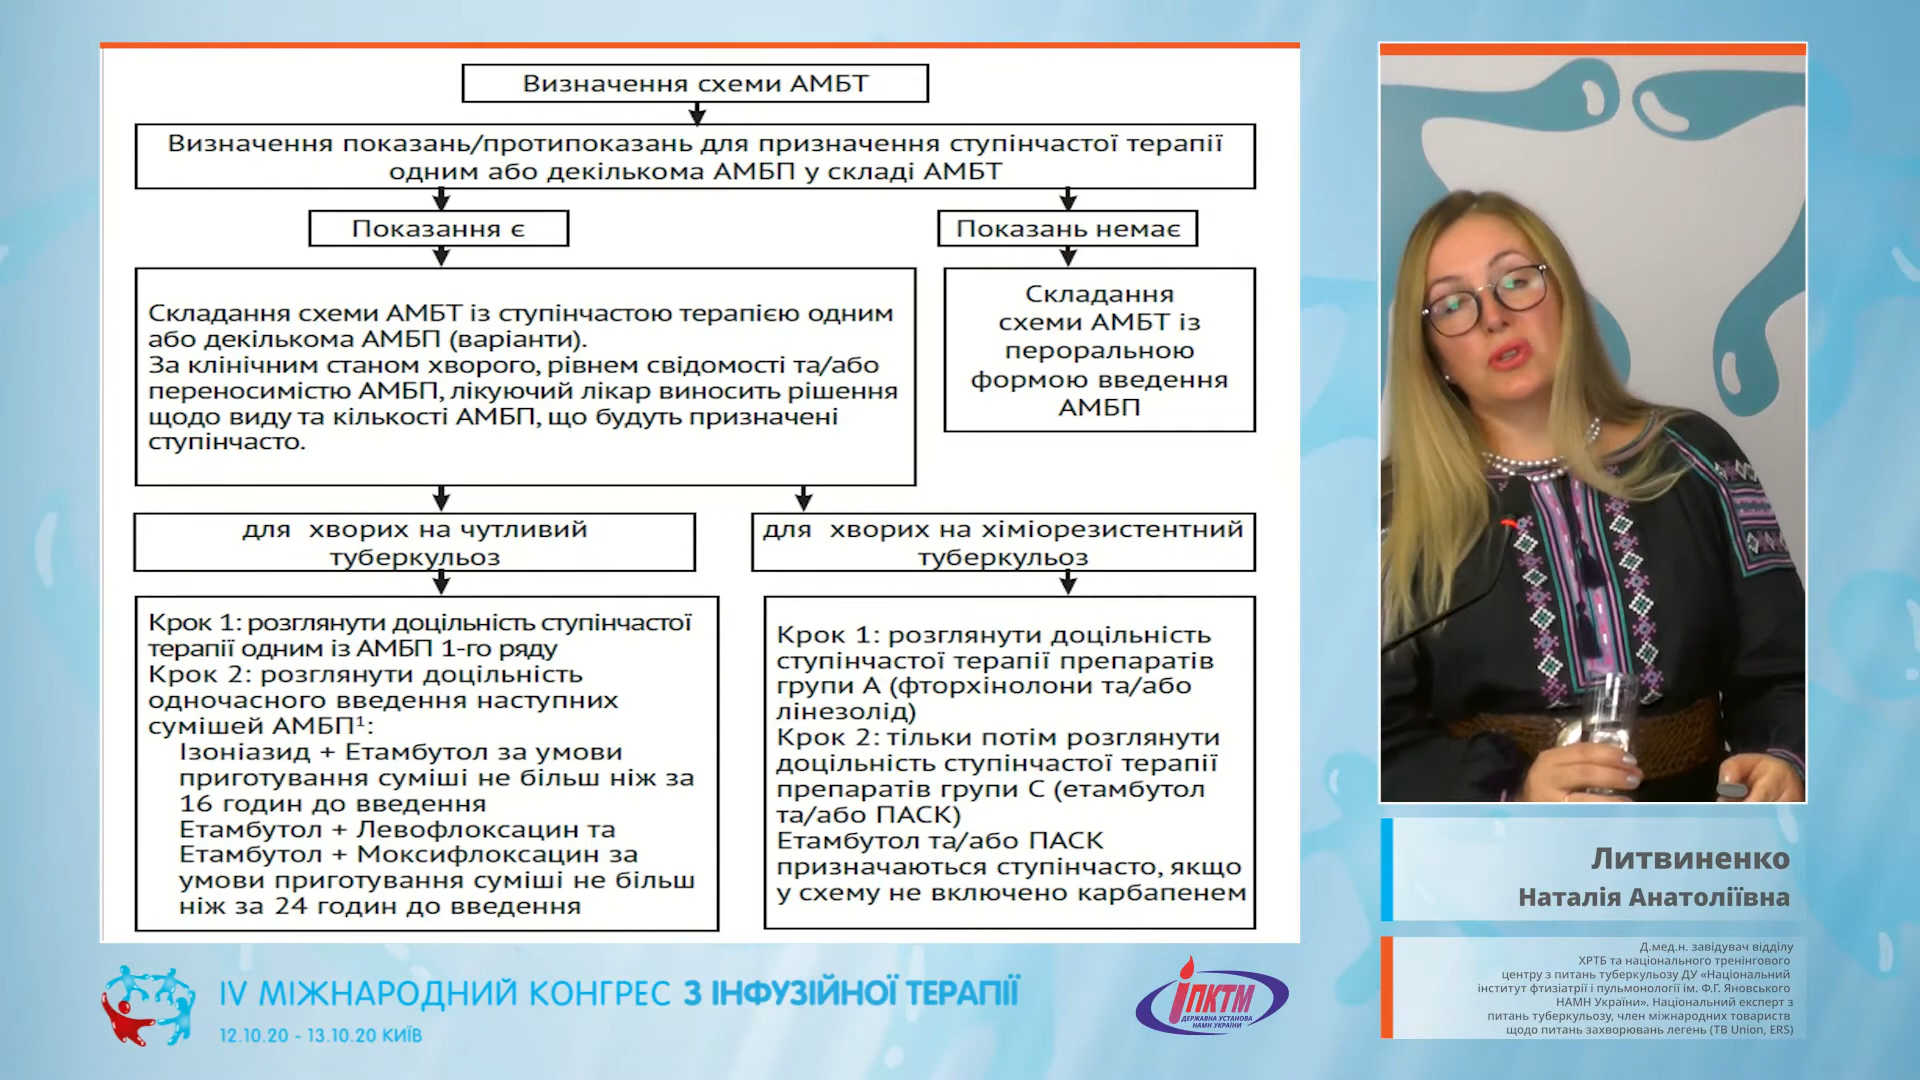 Визначення схеми АМБТ
Визначення показань/протипоказань для призначення ступінчастої терапії
одним або декількома АМБП у складі АМБТ
Показання є
Показань немає
Складання схеми АМБТ із ступінчастою терапією одним
або декількома АМБП (варіанти).
За клінічним станом хворого, рівнем свідомості та/або
переносимістю АМБП, лікуючий лікар виносить рішення
щодо виду та кількості АМБП, що будуть призначені
ступінчасто.
Складання
схеми АМБТ із
пероральною
формою введення
АМБП
для хворих на чутливий
туберкульоз
для хворих на хіміорезистентний
туберкульоз
Крок 1: розглянути доцільність ступінчастої
терапії одним із АМБП 1-го ряду
Крок 2: розглянути доцільність
одночасного введення наступних
сумішей АМБП¹:
Ізоніазид + Етамбутол за умови
приготування суміші не більш ніж за
16 годин до введення
Етамбутол + Левофлоксацин та
Етамбутол + Моксифлоксацин за
умови приготування суміші не більш
ніж за 24 годин до введення
Крок 1: розглянути доцільність
ступінчастої терапії препаратів
групи А (фторхінолони та/або
лінезолід)
Крок 2: тільки потім розглянути
доцільність ступінчастої терапії
препаратів групи С (етамбутол
та/або ПАСК)
Етамбутол та/або ПАСК
призначаються ступінчасто, якщо
у схему не включено карбапенем
IV МІЖНАРОДНИЙ КОНГРЕС З ІНФУЗІЙНОЇ ТЕРАПІЇ
12.10.20 - 13.10.20 КИЇВ
ІПКТМ
ДЕРЖАВНА УСТАНОВА
НАМН УКРАЇНИ
Литвиненко
Наталія Анатоліївна
Д.мед.н. завідувач відділу
ХРТБ та національного тренінгового
центру з питань туберкульозу ДУ «Національний
інститут фтизіатрії і пульмонології ім. Ф.Г. Яновського
НАМН України». Національний експерт з
питань туберкульозу, член міжнародних товариств
щодо питань захворювань легень (TB Union, ERS)